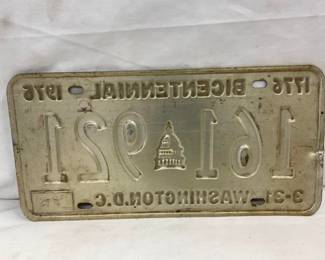 1776 BICENTENNIAL 1976
161 921
3-31 WASHINGTON, D.C.